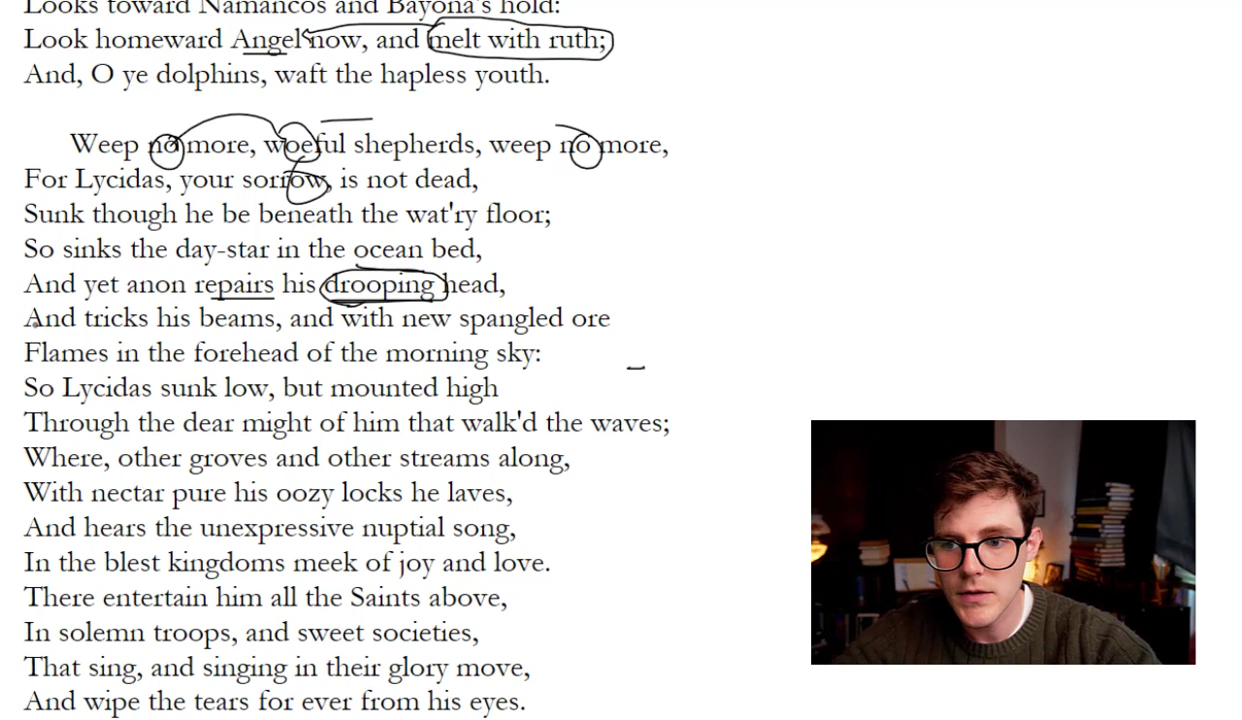 Looks toward Namancos and Bayona's hold:
Look homeward Angel now, and melt with ruth;
And, O ye dolphins, waft the hapless youth.
Weep no more, woeful shepherds, weep no more,
For Lycidas, your sorrow, is not dead,
Sunk though he be beneath the wat'ry floor;
So sinks the day-star in the ocean bed,
And yet anon repairs his drooping head,
And tricks his beams, and with new spangled ore
Flames in the forehead of the morning sky:
So Lycidas sunk low, but mounted high
Through the dear might of him that walk'd the waves;
Where, other groves and other streams along,
With nectar pure his oozy locks he laves,
And hears the unexpressive nuptial song,
In the blest kingdoms meek of joy and love.
There entertain him all the Saints above,
In solemn troops, and sweet societies,
That sing, and singing in their glory move,
And wipe the tears for ever from his eyes.